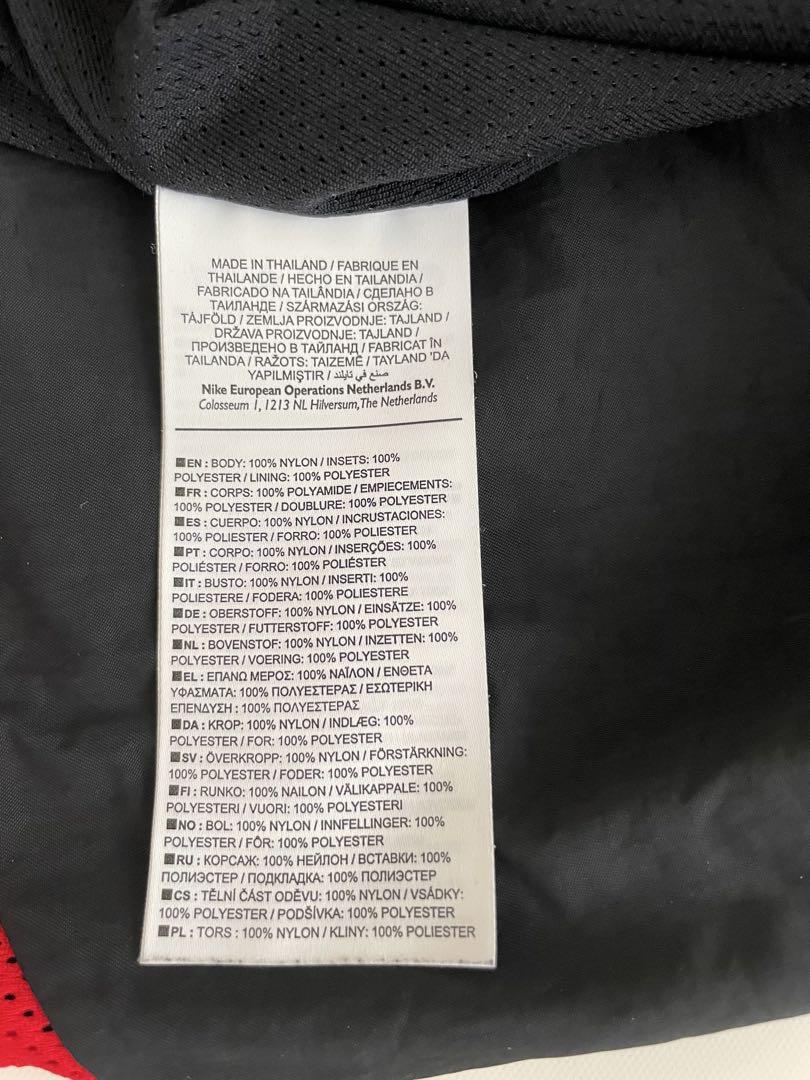 MADE IN THAILAND / FABRIQUE EN
THAILANDE / HECHO EN TAILANDIA /
FABRICADO NA TAILÂNDIA / СДЕЛАНО В
ТАИЛАНДЕ / SZÁRMAZÁSI ORSZÁG:
TÁJFÖLD / ZEMLJA PROIZVODNJE: TAJLAND /
DRŽAVA PROIZVODNJE: TAJLAND /
ПРОИЗВЕДЕНО В ТАЙЛАНД / FABRICAT ÎN
TAILANDA / RAŽOTS: TAIZEMĒ / TAYLAND 'DA
YAPILMIŞTIR / صنع في تايلند
Nike European Operations Netherlands B.V.
Colosseum 1, 1213 NL Hilversum, The Netherlands
EN : BODY: 100% NYLON / INSETS: 100%
POLYESTER / LINING: 100% POLYESTER
FR : CORPS: 100% POLYAMIDE / EMPIECEMENTS:
100% POLYESTER / DOUBLURE: 100% POLYESTER
ES : CUERPO: 100% NYLON / INCRUSTACIONES:
100% POLIESTER / FORRO: 100% POLIESTER
PT : CORPO: 100% NYLON / INSERÇÕES: 100%
POLIÉSTER / FORRO: 100% POLIÉSTER
IT : BUSTO: 100% NYLON / INSERTI: 100%
POLIESTERE / FODERA: 100% POLIESTERE
DE : OBERSTOFF: 100% NYLON / EINSÄTZE: 100%
POLYESTER / FUTTERSTOFF: 100% POLYESTER
NL : BOVENSTOF: 100% NYLON / INZETTEN: 100%
POLYESTER / VOERING: 100% POLYESTER
EL : ΕΠΑΝΩ ΜΕΡΟΣ: 100% ΝΑΪΛΟΝ / ΕΝΘΕΤΑ
ΥΦΑΣΜΑΤΑ: 100% ΠΟΛΥΕΣΤΕΡΑΣ / ΕΣΩΤΕΡΙΚΗ
ΕΠΕΝΔΥΣΗ : 100% ΠΟΛΥΕΣΤΕΡΑΣ
DA : KROP: 100% NYLON / INDLÆG: 100%
POLYESTER / FOR: 100% POLYESTER
SV : ÖVERKROPP: 100% NYLON / FÖRSTÄRKNING:
100% POLYESTER / FODER: 100% POLYESTER
FI : RUNKO: 100% NAILON / VÄLIKAPPALE: 100%
POLYESTERI / VUORI: 100% POLYESTERI
NO : BOL: 100% NYLON / INNFELLINGER: 100%
POLYESTER / FÔR: 100% POLYESTER
RU : КОРСАЖ: 100% НЕЙЛОН / ВСТАВКИ: 100%
ПОЛИЭСТЕР / ПОДКЛАДКА: 100% ПОЛИЭСТЕР
CS : TĚLNÍ ČÁST ODĚVU: 100% NYLON / VSÁDKY:
100% POLYESTER / PODŠÍVKA: 100% POLYESTER
PL : TORS : 100% NYLON / KLINY: 100% POLIESTER